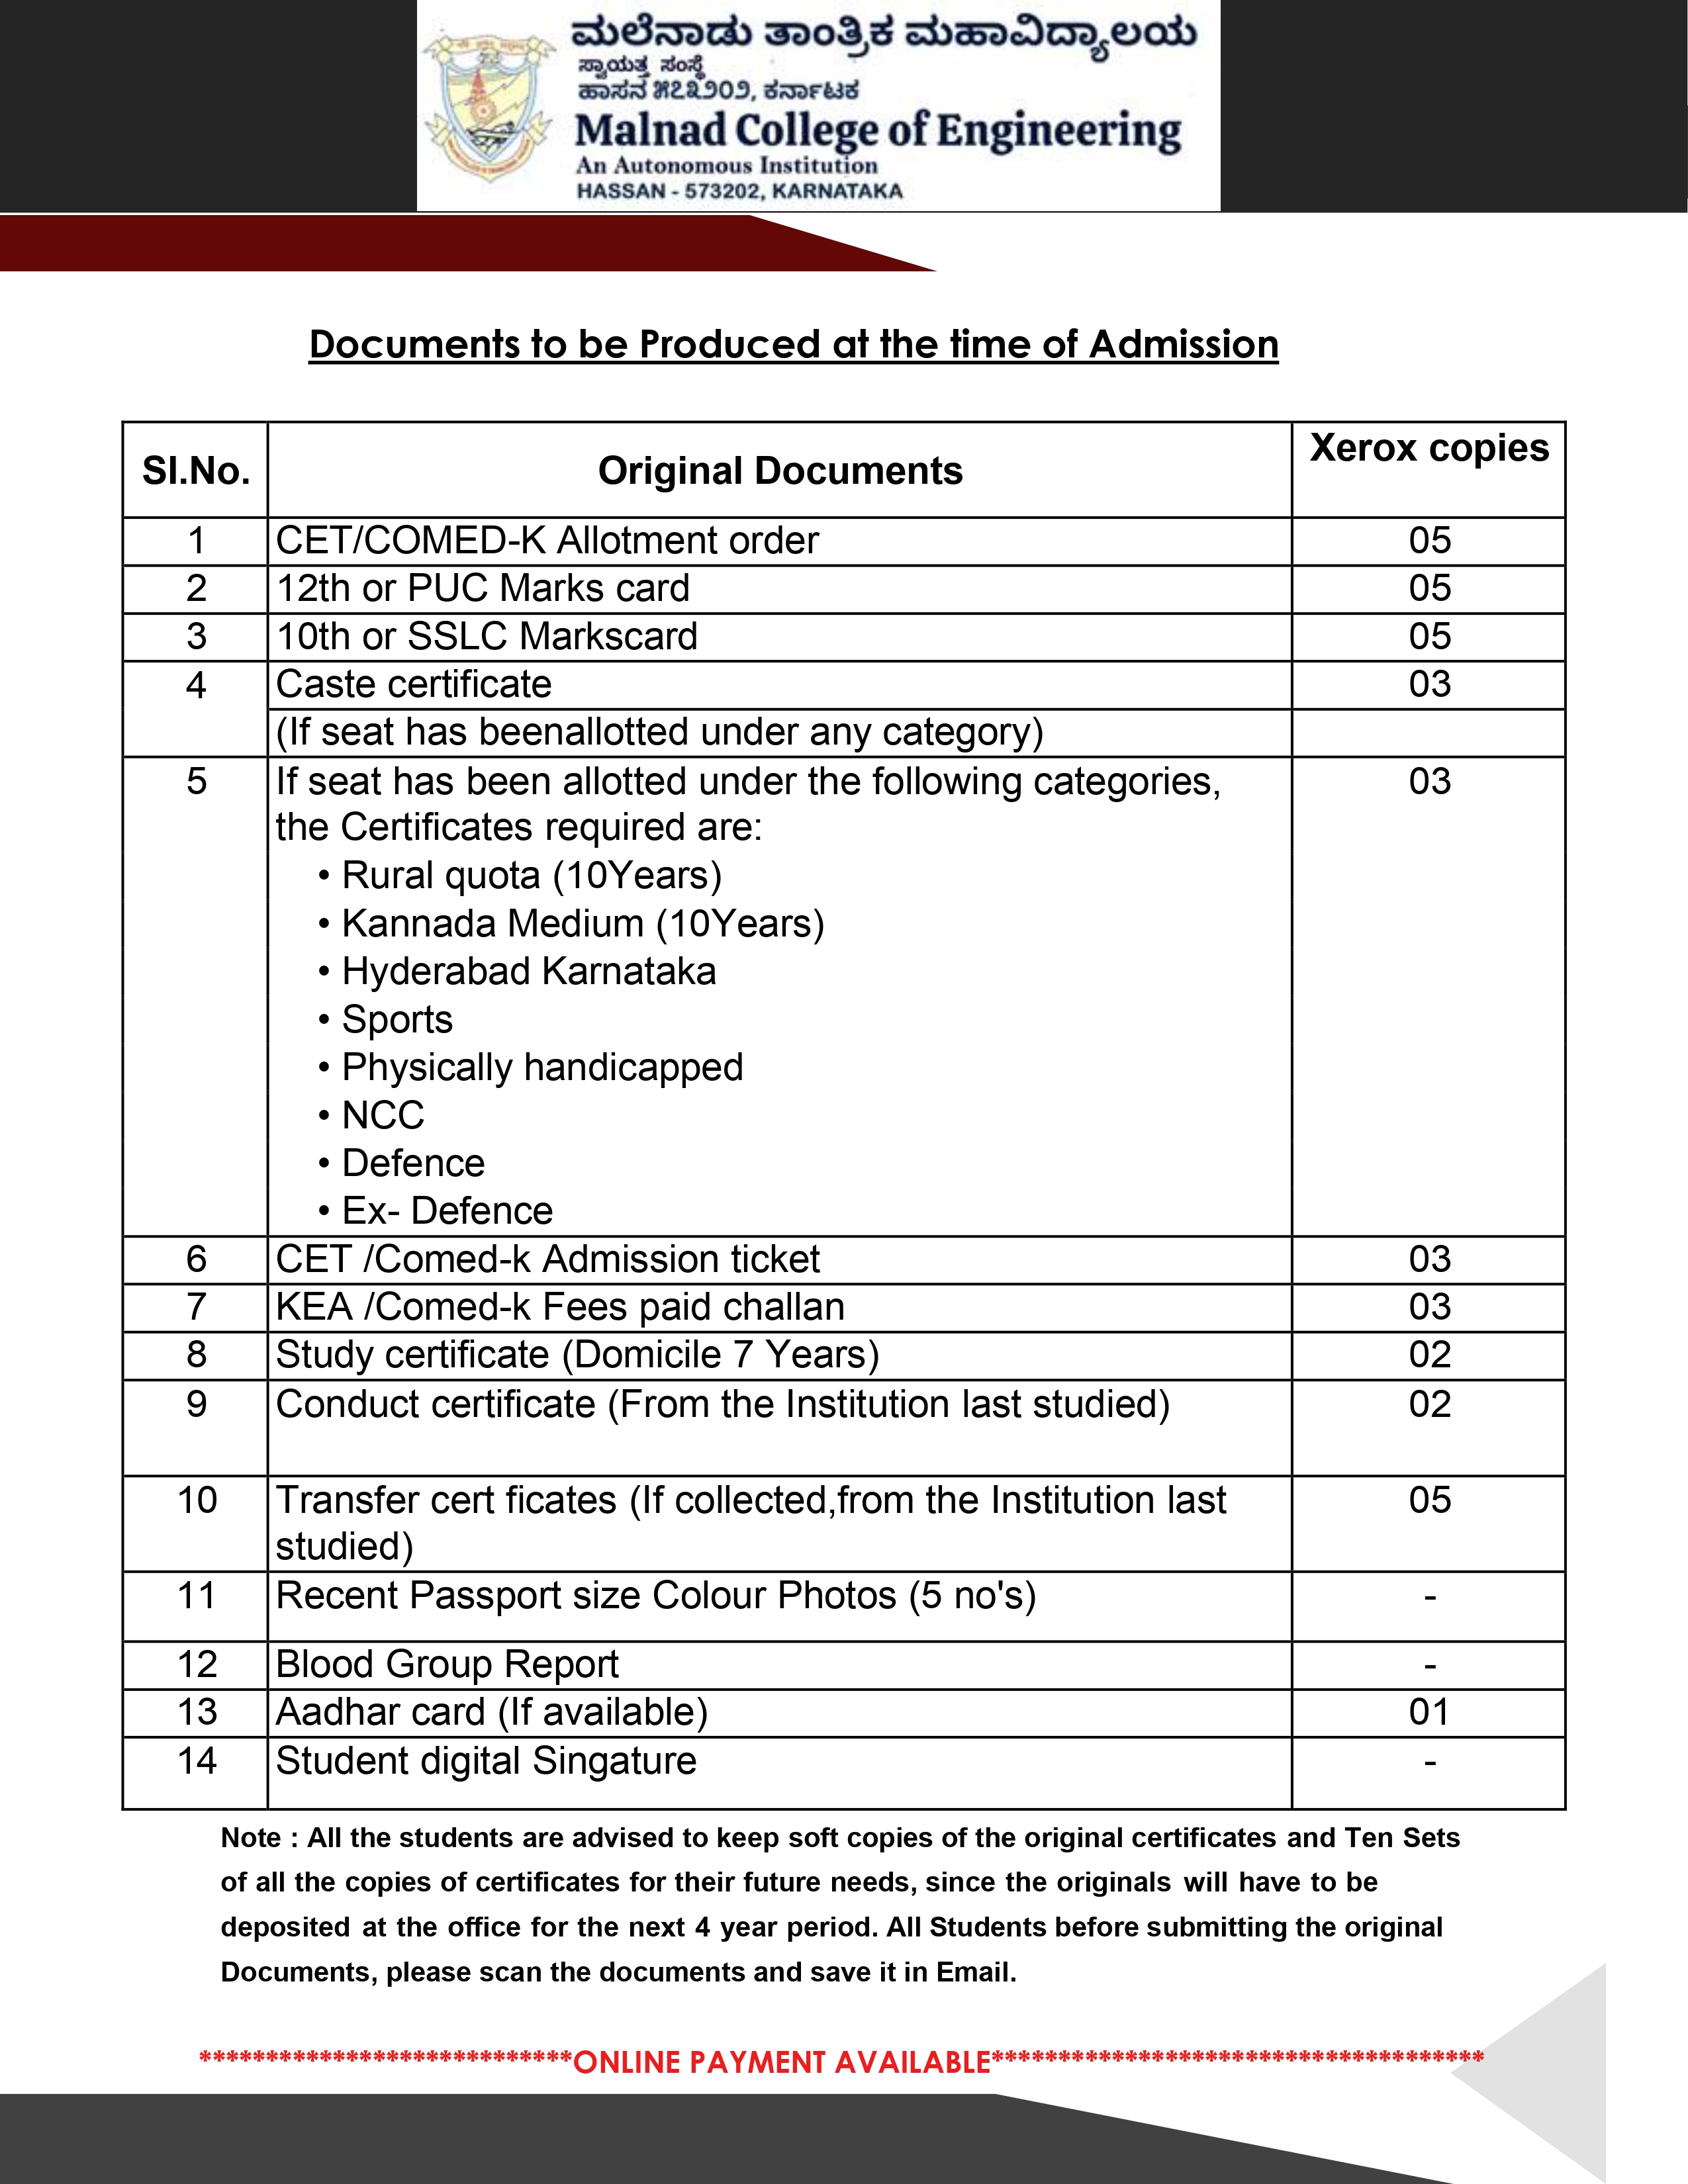 ಮಲೆನಾಡು ತಾಂತ್ರಿಕ ಮಹಾವಿದ್ಯಾಲಯ
ಸ್ವಾಯತ್ತ ಸಂಸ್ಥೆ
ಹಾಸನ ೫೭೩೨೦೨, ಕರ್ನಾಟಕ
Malnad College of Engineering
An Autonomous Institution
HASSAN - 573202, KARNATAKA
Documents to be Produced at the time of Admission
Sl.No. Original Documents Xerox copies
1 CET/COMED-K Allotment order 05
2 12th or PUC Marks card 05
3 10th or SSLC Markscard 05
4 Caste certificate 03
(If seat has beenallotted under any category)
5 If seat has been allotted under the following categories, 03
the Certificates required are:
• Rural quota (10Years)
• Kannada Medium (10Years)
• Hyderabad Karnataka
• Sports
• Physically handicapped
• NCC
• Defence
• Ex- Defence
6 CET /Comed-k Admission ticket 03
7 KEA /Comed-k Fees paid challan 03
8 Study certificate (Domicile 7 Years) 02
9 Conduct certificate (From the Institution last studied) 02
10 Transfer cert ficates (If collected,from the Institution last 05
studied)
11 Recent Passport size Colour Photos (5 no's) -
12 Blood Group Report -
13 Aadhar card (If available) 01
14 Student digital Singature -
Note : All the students are advised to keep soft copies of the original certificates and Ten Sets
of all the copies of certificates for their future needs, since the originals will have to be
deposited at the office for the next 4 year period. All Students before submitting the original
Documents, please scan the documents and save it in Email.
****************************ONLINE PAYMENT AVAILABLE*************************************